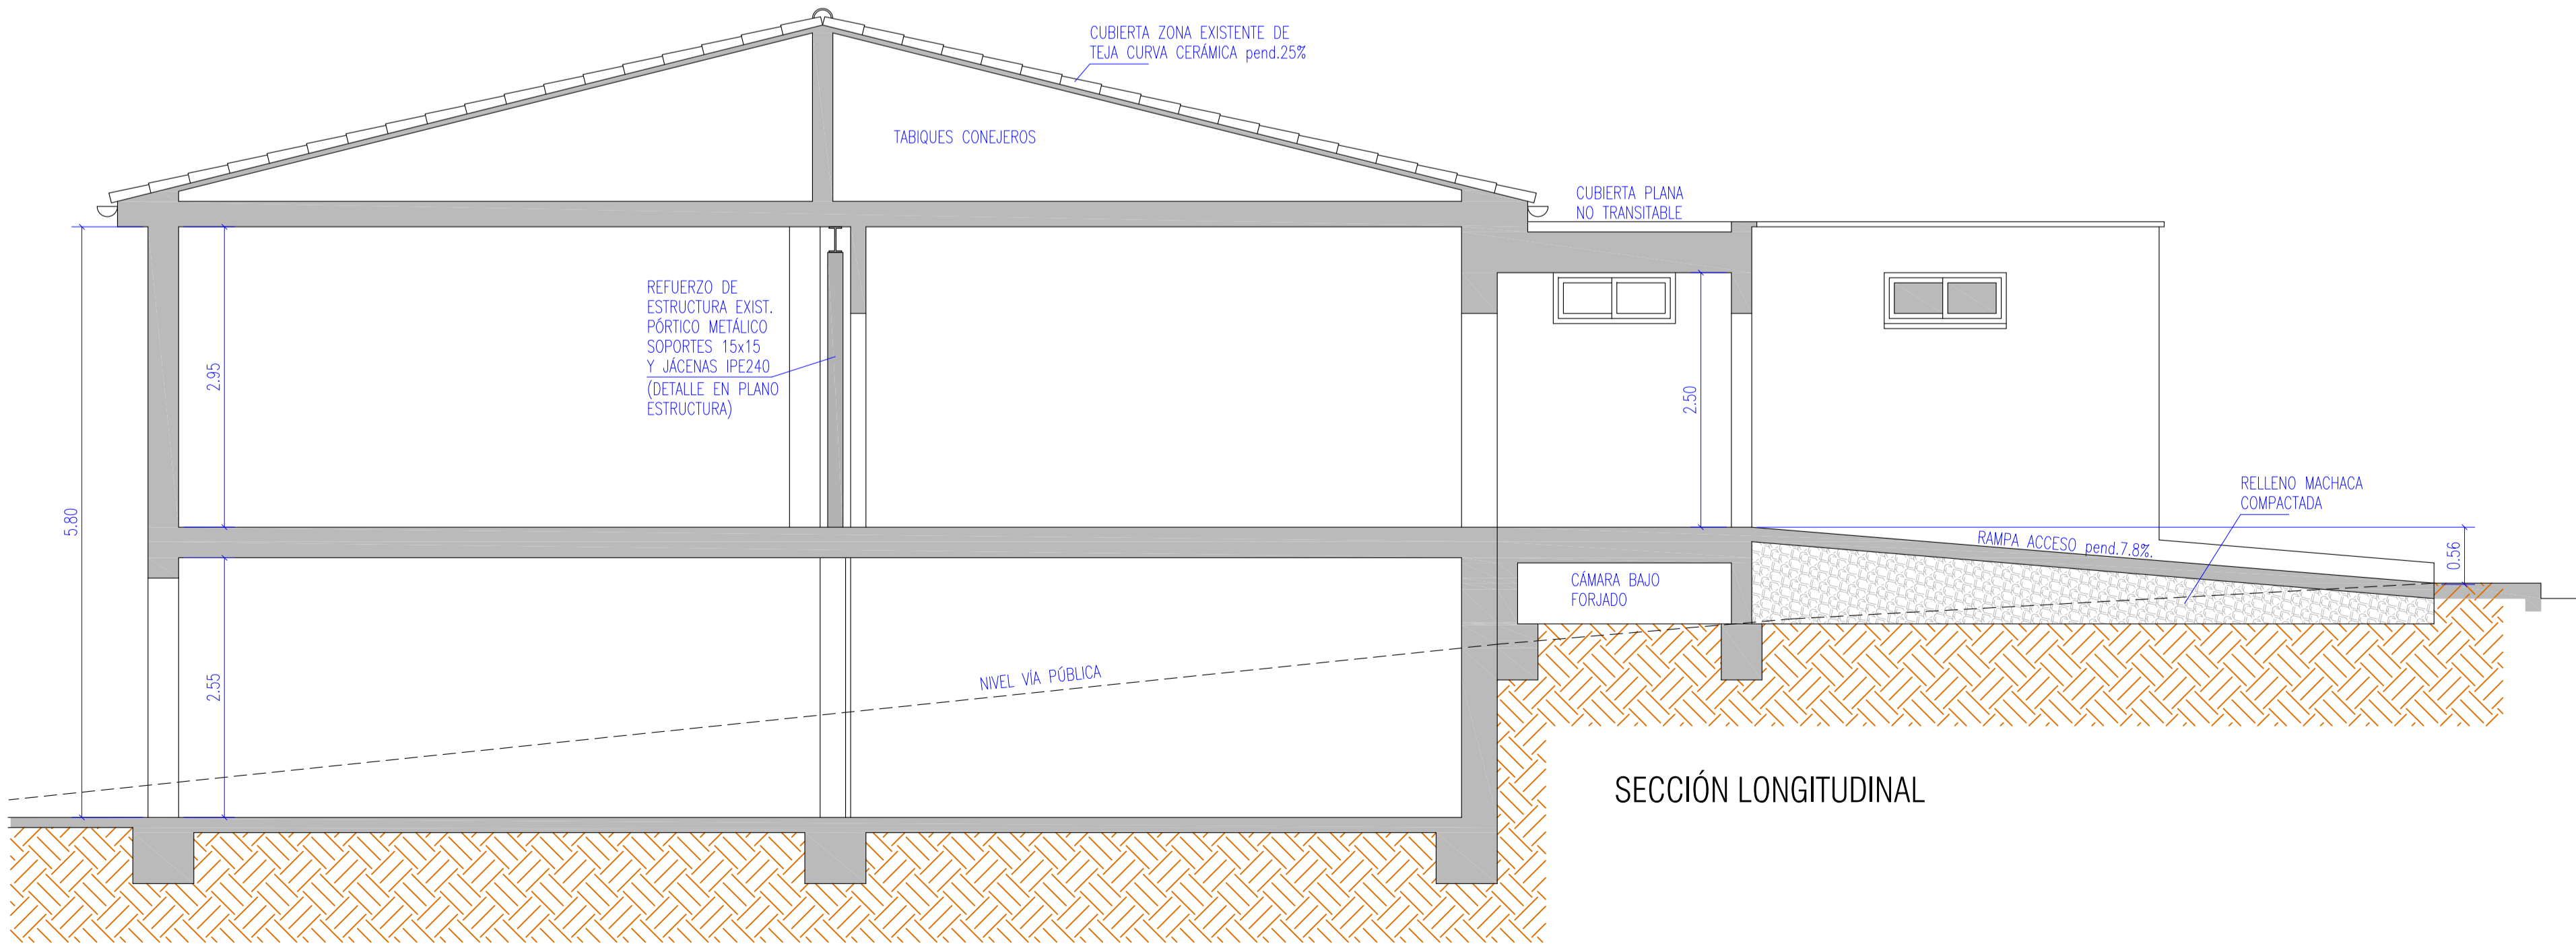 CUBIERTA ZONA EXISTENTE DE
TEJA CURVA CERÁMICA pend.25%
TABIQUES CONEJEROS
CUBIERTA PLANA
NO TRANSITABLE
REFUERZO DE
ESTRUCTURA EXIST.
PÓRTICO METÁLICO
SOPORTES 15x15
Y JÁCENAS IPE240
(DETALLE EN PLANO
ESTRUCTURA)
2.95
2.50
5.80
RELLENO MACHACA
COMPACTADA
RAMPA ACCESO pend.7.8%.
0.56
CÁMARA BAJO
FORJADO
2.55
NIVEL VÍA PÚBLICA
SECCIÓN LONGITUDINAL